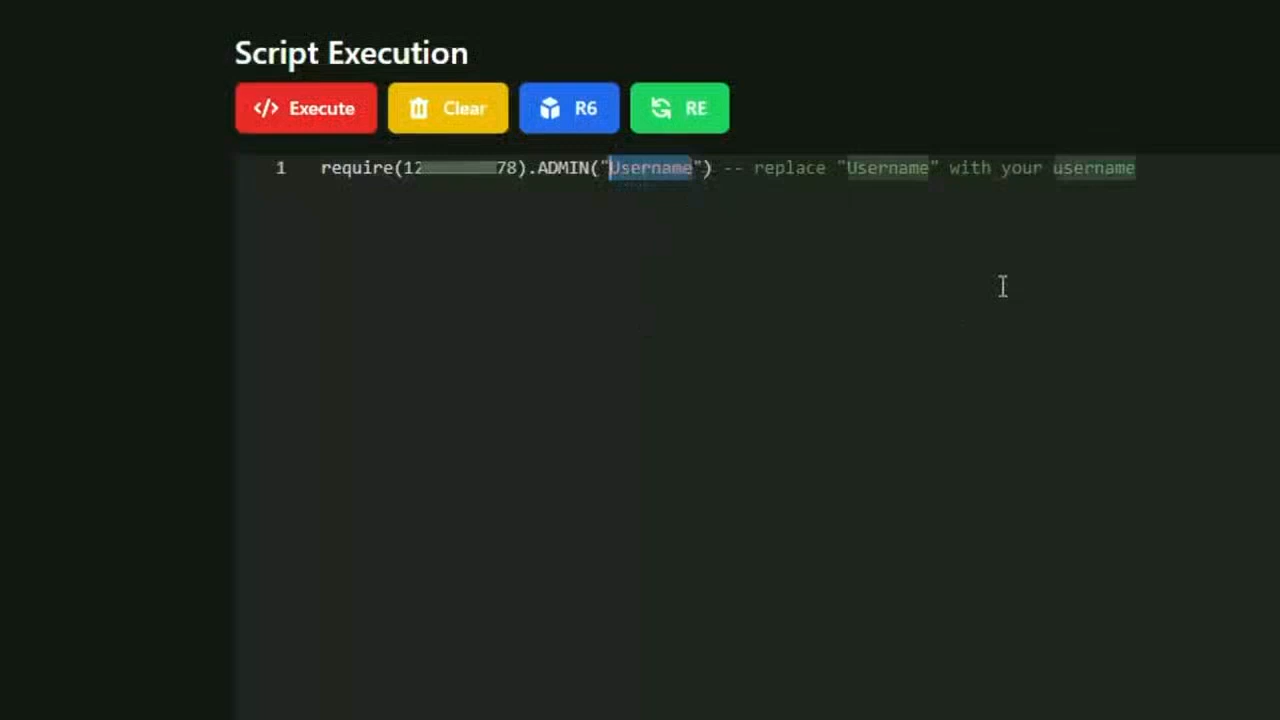 Script Execution
Execute Clear R6 RE
1 require(12 78).ADMIN("Username") -- replace "Username" with your username